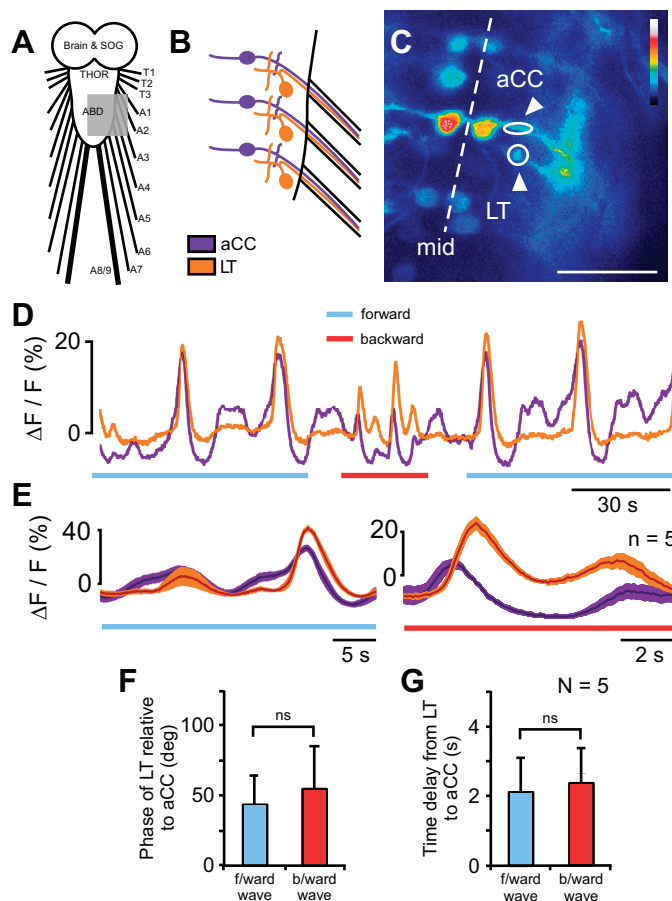 A
Brain & SOG
THOR
T1
T2
T3
ABD
A1
A2
A3
A4
A5
A6
A8/9
A7
B
aCC
LT
C
aCC
LT
mid
D
forward
backward
ΔF / F (%)
20
0
30 s
E
ΔF / F (%)
40
0
5 s
20
0
n = 5
2 s
F
Phase of LT relative
to aCC (deg)
100
50
0
ns
f/ward
wave
b/ward
wave
G
N = 5
Time delay from LT
to aCC (s)
6
4
2
0
ns
f/ward
wave
b/ward
wave